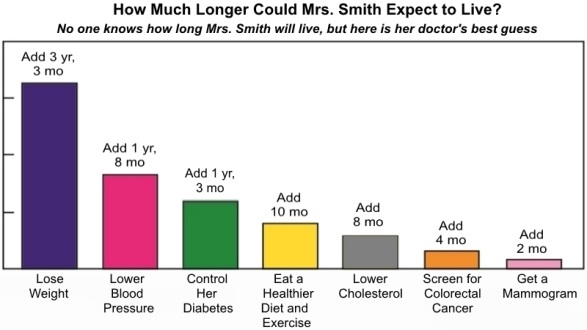 How Much Longer Could Mrs. Smith Expect to Live?
No one knows how long Mrs. Smith will live, but here is her doctor's best guess
Add 3 yr,
3 mo
Add 1 yr,
8 mo
Add 1 yr,
3 mo
Add
10 mo
Add
8 mo
Add
4 mo
Add
2 mo
Lose
Weight
Lower
Blood
Pressure
Control
Her
Diabetes
Eat a
Healthier
Diet and
Exercise
Lower
Cholesterol
Screen for
Colorectal
Cancer
Get a
Mammogram